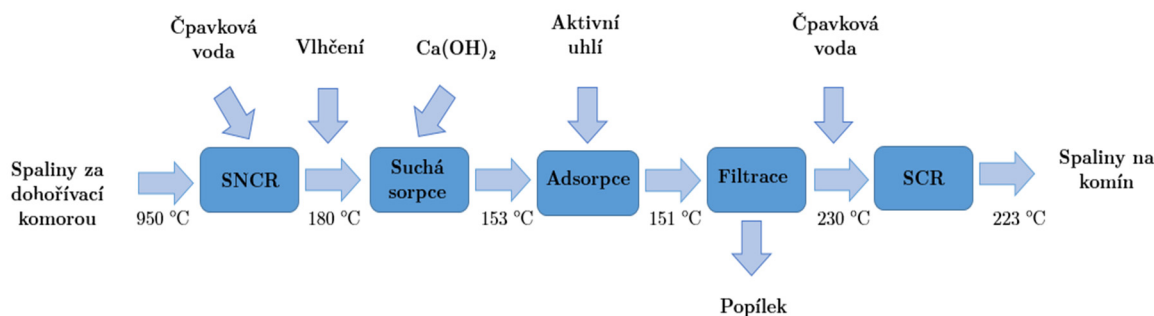 Čpavková
voda
Vlhčení
Ca(OH)₂
Aktivní
uhlí
Čpavková
voda
Spaliny za
dohořívací
komorou
SNCR
Suchá
sorpce
Adsorpce
Filtrace
SCR
Spaliny na
komín
950 °C
180 °C
153 °C
151 °C
230 °C
223 °C
Popílek